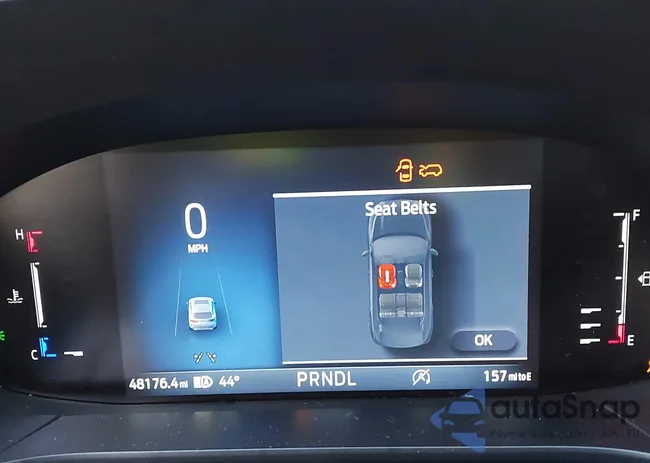 Seat Belts
0
MPH
H
F
C
E
OK
48176.4 mi
44°
PRNDL
157 mi to E
autoSnap